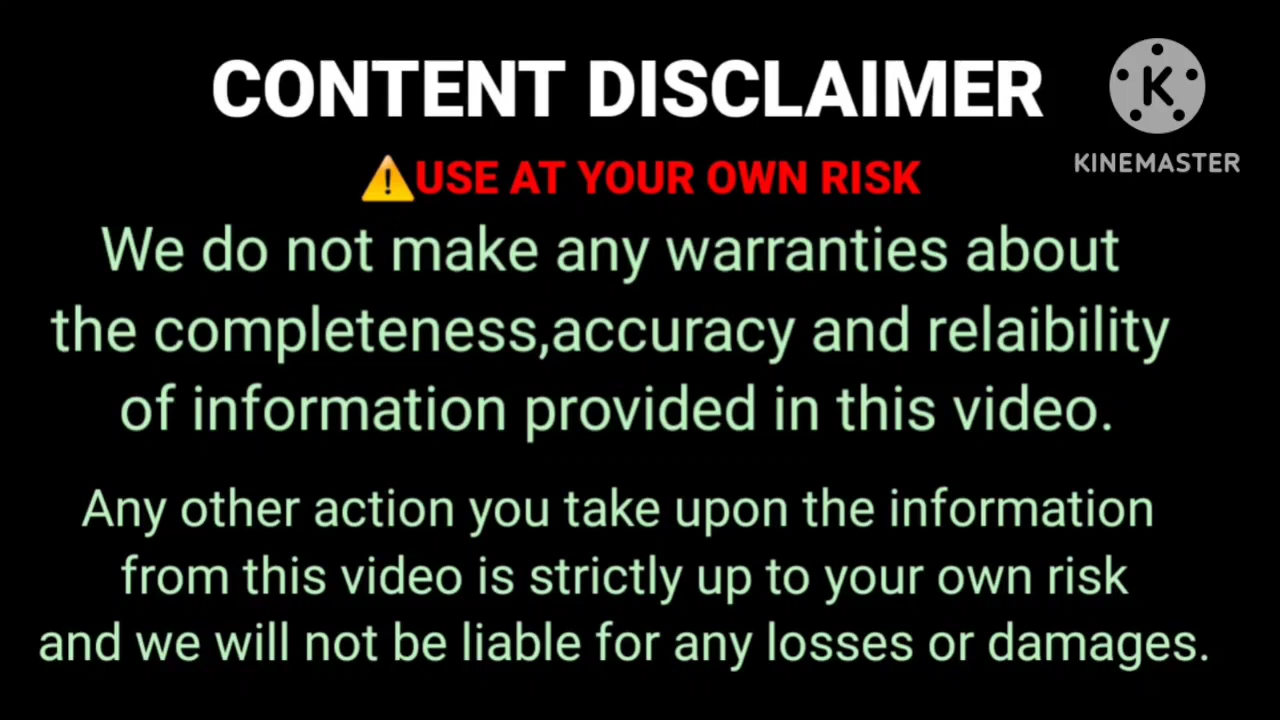 CONTENT DISCLAIMER
K
KINEMASTER
⚠️USE AT YOUR OWN RISK
We do not make any warranties about
the completeness,accuracy and relaibility
of information provided in this video.
Any other action you take upon the information
from this video is strictly up to your own risk
and we will not be liable for any losses or damages.